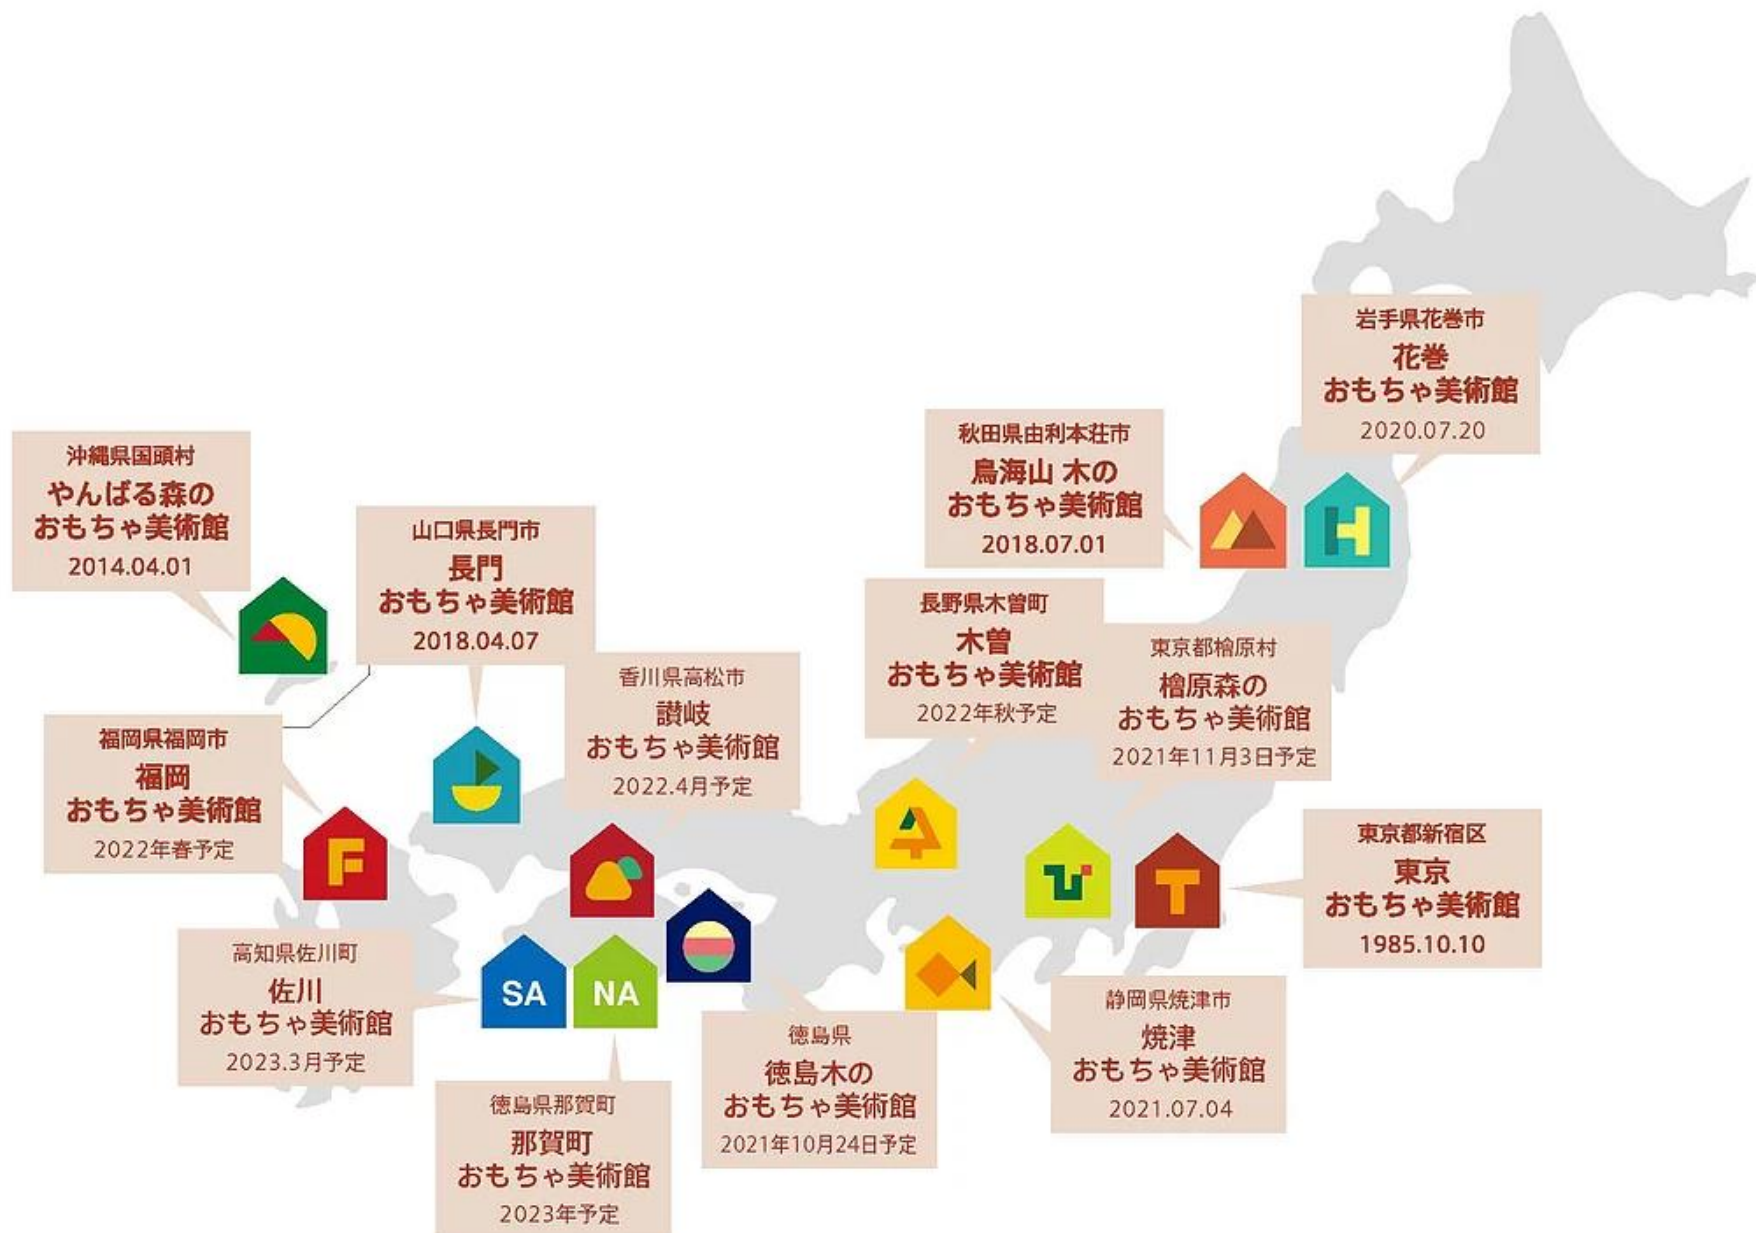 岩手県花巻市
花巻
おもちゃ美術館
2020.07.20
秋田県由利本荘市
鳥海山 木の
おもちゃ美術館
2018.07.01
沖縄県国頭村
やんばる森の
おもちゃ美術館
2014.04.01
山口県長門市
長門
おもちゃ美術館
2018.04.07
長野県木曽町
木曽
おもちゃ美術館
2022年秋予定
東京都檜原村
檜原森の
おもちゃ美術館
2021年11月3日予定
香川県高松市
讃岐
おもちゃ美術館
2022.4月予定
福岡県福岡市
福岡
おもちゃ美術館
2022年春予定
F
T
東京都新宿区
東京
おもちゃ美術館
1985.10.10
高知県佐川町
佐川
おもちゃ美術館
2023.3月予定
SA
NA
静岡県焼津市
焼津
おもちゃ美術館
2021.07.04
徳島県
徳島木の
おもちゃ美術館
2021年10月24日予定
徳島県那賀町
那賀町
おもちゃ美術館
2023年予定
H